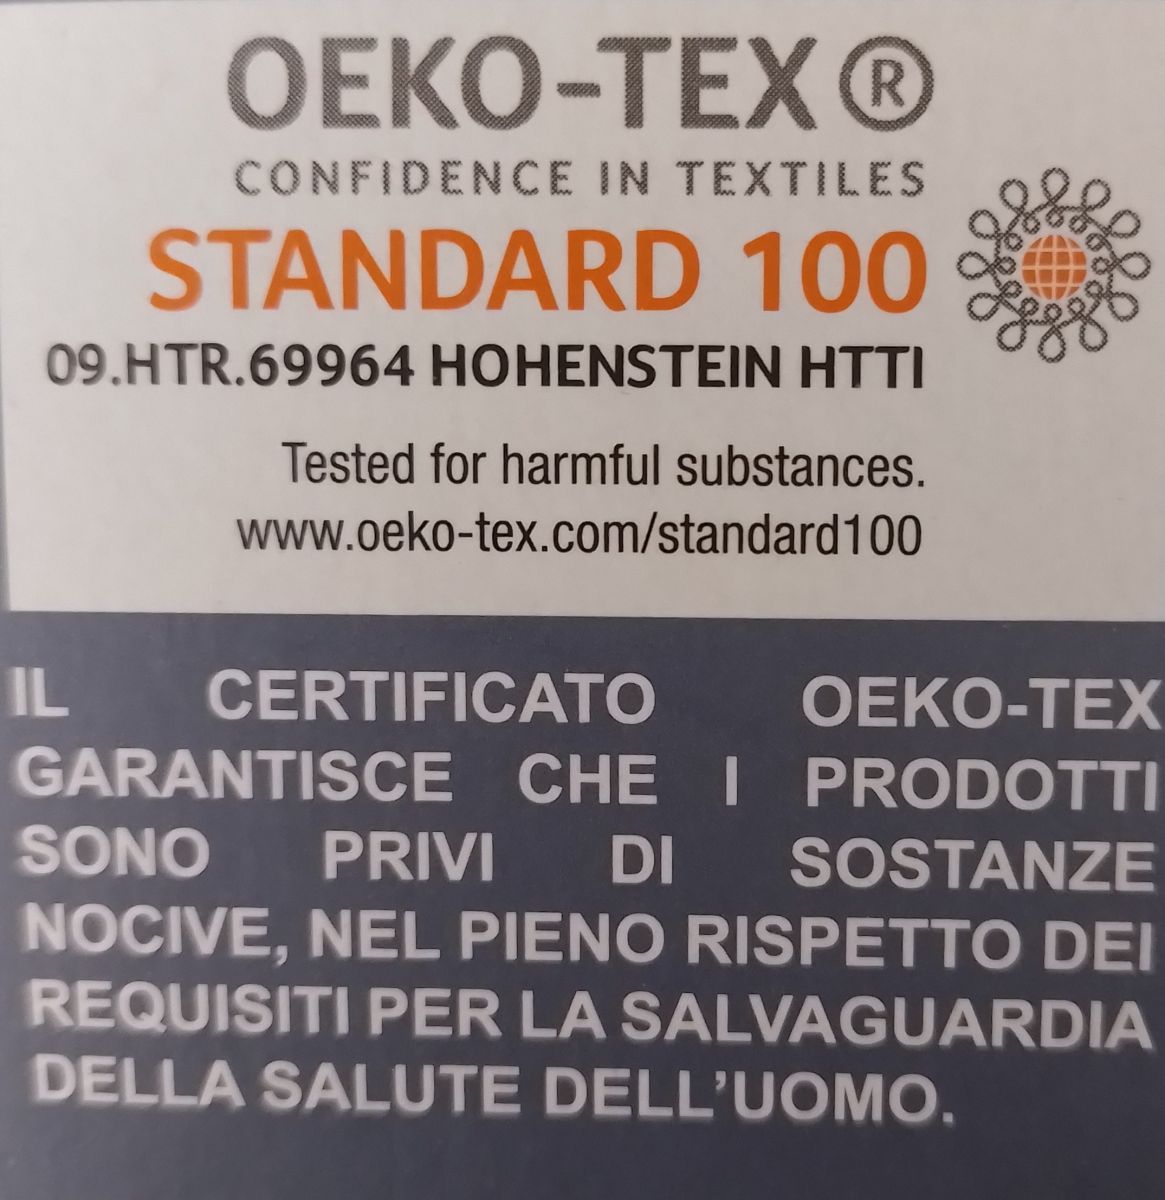 OEKO-TEX®
CONFIDENCE IN TEXTILES
STANDARD 100
09.HTR.69964 HOHENSTEIN HTTI
Tested for harmful substances.
www.oeko-tex.com/standard100
IL CERTIFICATO OEKO-TEX
GARANTISCE CHE I PRODOTTI
SONO PRIVI DI SOSTANZE
NOCIVE, NEL PIENO RISPETTO DEI
REQUISITI PER LA SALVAGUARDIA
DELLA SALUTE DELL'UOMO.